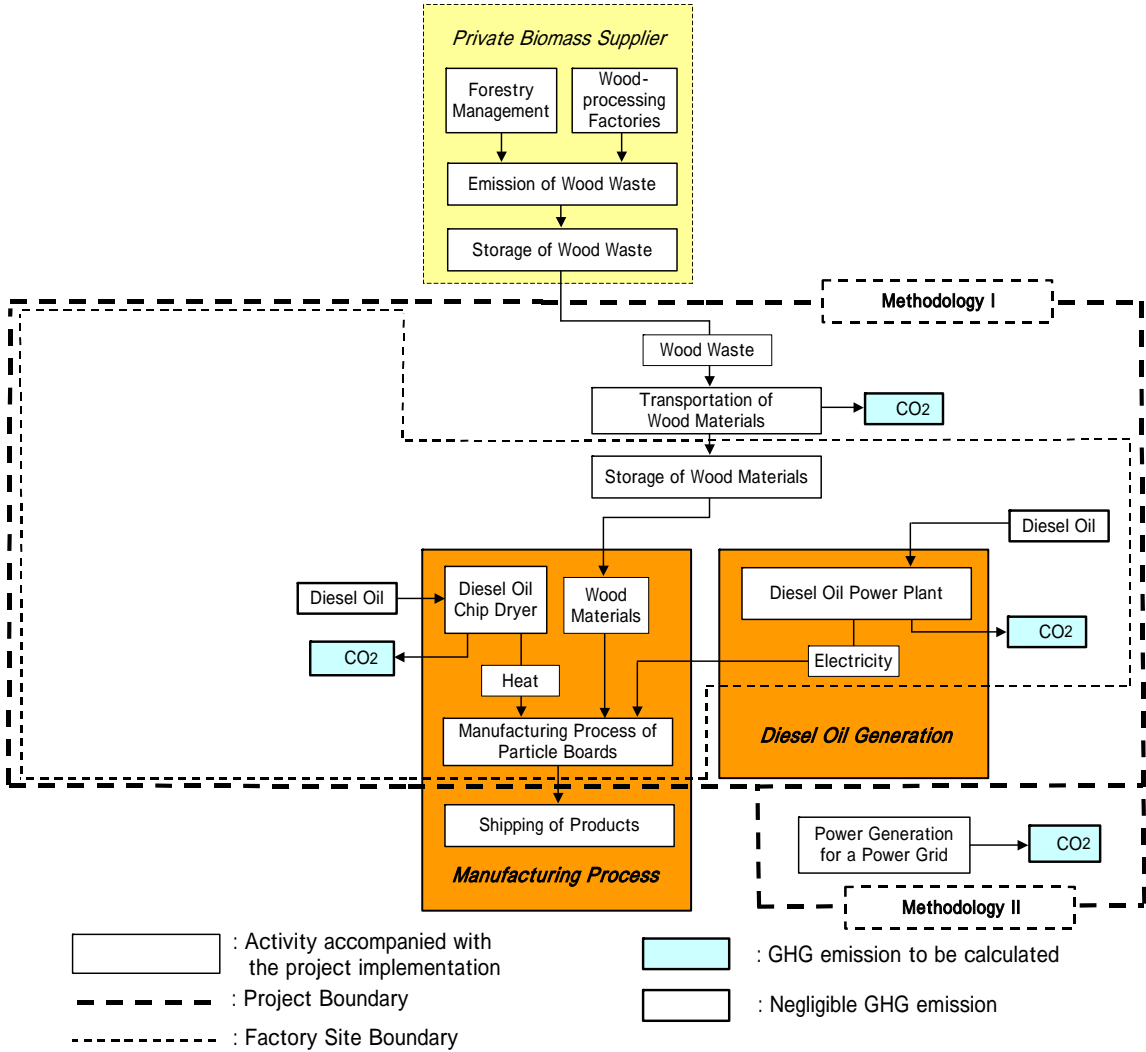 Private Biomass Supplier
Forestry
Management
Wood-
processing
Factories
Emission of Wood Waste
Storage of Wood Waste
Methodology I
Wood Waste
Transportation of
Wood Materials
CO2
Storage of Wood Materials
Diesel Oil
Diesel Oil
Diesel Oil
Chip Dryer
Wood
Materials
Diesel Oil Power Plant
CO2
CO2
Heat
Electricity
Manufacturing Process of
Particle Boards
Diesel Oil Generation
Shipping of Products
Manufacturing Process
Power Generation
for a Power Grid
CO2
Methodology II
: Activity accompanied with
the project implementation
: GHG emission to be calculated
: Project Boundary
: Negligible GHG emission
: Factory Site Boundary